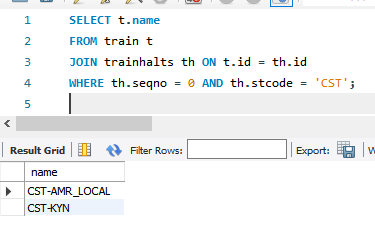 1 SELECT t.name
2 FROM train t
3 JOIN trainhalts th ON t.id = th.id
4 WHERE th.seqno = 0 AND th.stcode = 'CST';
5
Result Grid Filter Rows: Export:
name
CST-AMR_LOCAL
CST-KYN